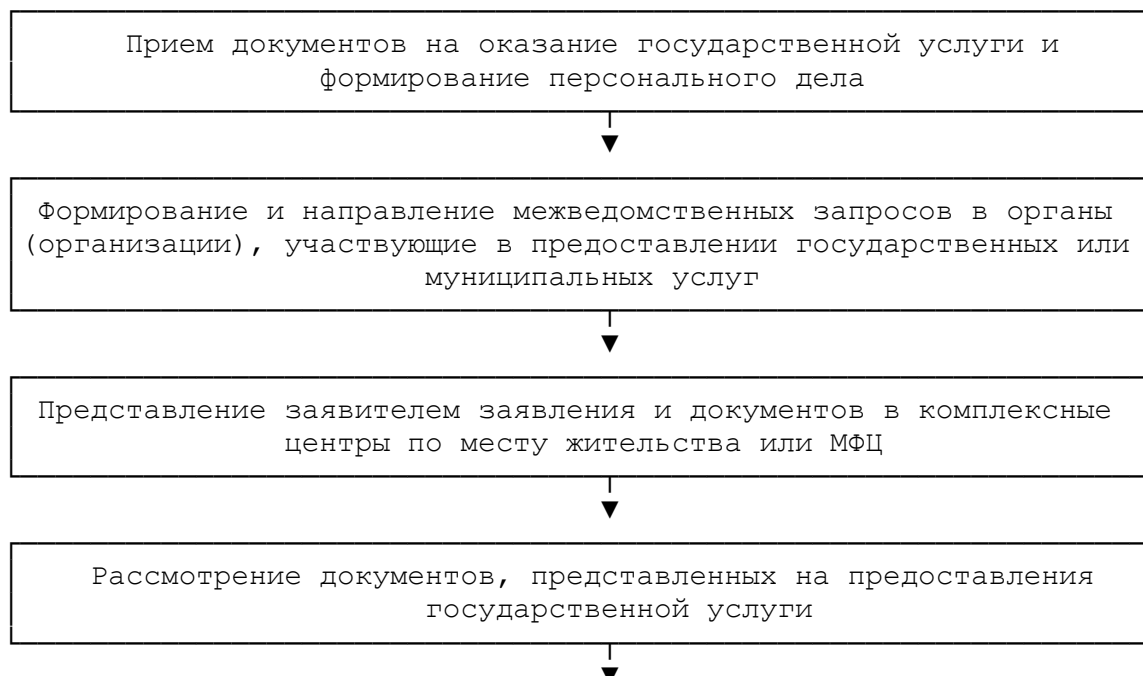 Прием документов на оказание государственной услуги и
формирование персонального дела
Формирование и направление межведомственных запросов в органы
(организации), участвующие в предоставлении государственных или
муниципальных услуг
Представление заявителем заявления и документов в комплексные
центры по месту жительства или МФЦ
Рассмотрение документов, представленных на предоставления
государственной услуги